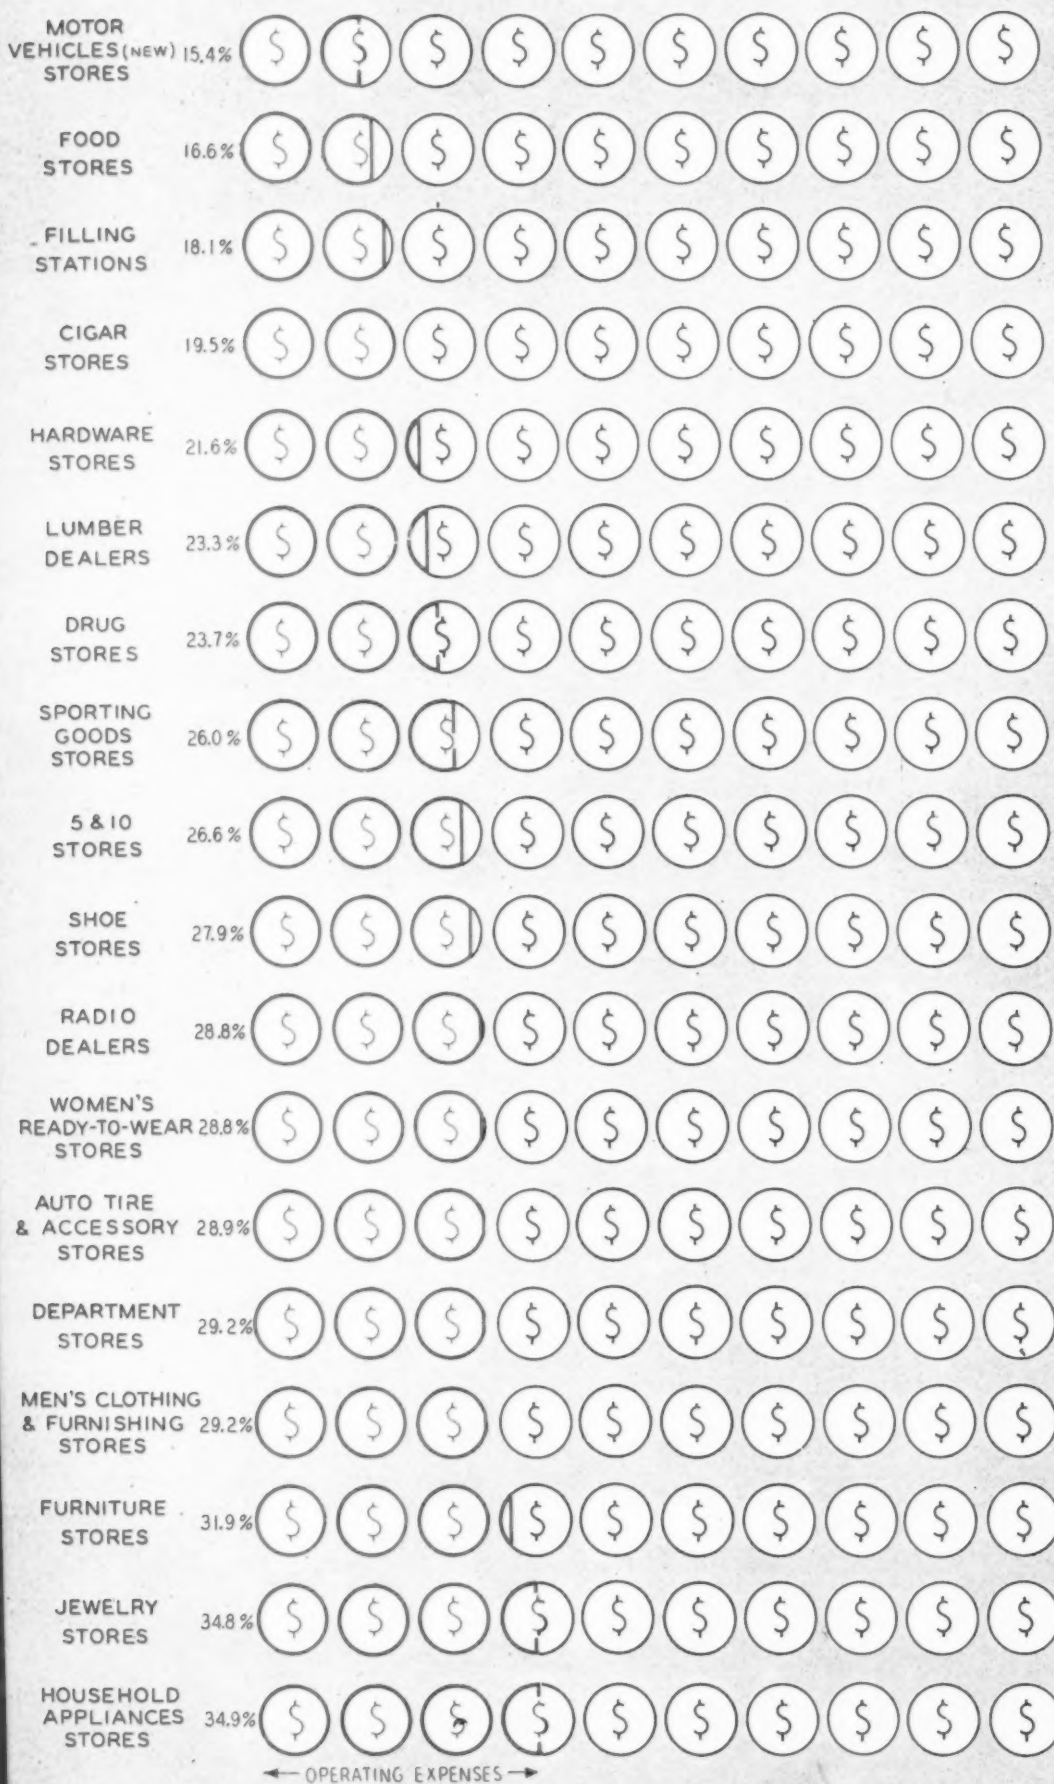 MOTOR
VEHICLES (NEW) 15.4% $ $ $ $ $ $ $ $ $ $
STORES
FOOD
STORES 16.6% $ $ $ $ $ $ $ $ $ $
FILLING
STATIONS 18.1% $ $ $ $ $ $ $ $ $ $
CIGAR
STORES 19.5% $ $ $ $ $ $ $ $ $ $
HARDWARE
STORES 21.6% $ $ $ $ $ $ $ $ $ $
LUMBER
DEALERS 23.3% $ $ $ $ $ $ $ $ $ $
DRUG
STORES 23.7% $ $ $ $ $ $ $ $ $ $
SPORTING
GOODS 26.0% $ $ $ $ $ $ $ $ $ $
STORES
5 & 10
STORES 26.6% $ $ $ $ $ $ $ $ $ $
SHOE
STORES 27.9% $ $ $ $ $ $ $ $ $ $
RADIO
DEALERS 28.8% $ $ $ $ $ $ $ $ $ $
WOMEN'S
READY-TO-WEAR 28.8% $ $ $ $ $ $ $ $ $ $
STORES
AUTO TIRE
& ACCESSORY 28.9% $ $ $ $ $ $ $ $ $ $
STORES
DEPARTMENT
STORES 29.2% $ $ $ $ $ $ $ $ $ $
MEN'S CLOTHING
& FURNISHING 29.2% $ $ $ $ $ $ $ $ $ $
STORES
FURNITURE
STORES 31.9% $ $ $ $ $ $ $ $ $ $
JEWELRY
STORES 34.8% $ $ $ $ $ $ $ $ $ $
HOUSEHOLD
APPLIANCES 34.9% $ $ $ $ $ $ $ $ $ $
STORES
OPERATING EXPENSES